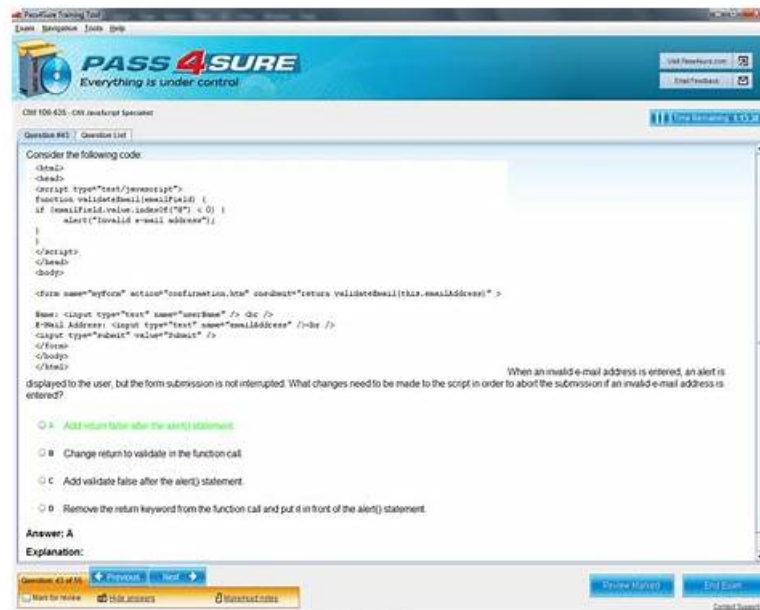 Pass4Sure Training Tool
Exam Navigation Tools Help
PASS 4 SURE
Everything is under control
Visit Pass4sure.com
Email Feedback
CIW 1D0-635 - CIW JavaScript Specialist
Time Remaining
Question #43 Question List
Consider the following code:
<html>
<head>
<script type="text/javascript">
function validateEmail(emailField) {
if (emailField.value.indexOf("@") < 0) {
alert("Invalid e-mail address");
}
}
</script>
</head>
<body>
<form name="myForm" action="confirmation.htm" onsubmit="return validateEmail(this.emailAddress)" >
Name: <input type="text" name="userName" /> <br />
E-Mail Address: <input type="text" name="emailAddress" /><br />
<input type="submit" value="Submit" />
</form>
</body>
</html>
When an invalid e-mail address is entered, an alert is
displayed to the user, but the form submission is not interrupted. What changes need to be made to the script in order to abort the submission if an invalid e-mail address is
entered?
A Add return false after the alert() statement.
B Change return to validate in the function call.
C Add validate false after the alert() statement.
D Remove the return keyword from the function call and put it in front of the alert() statement.
Answer: A
Explanation:
Question: 43 of 55
Previous Next
Mark for review Hide answers
Review Marked End Exam
Contact Support